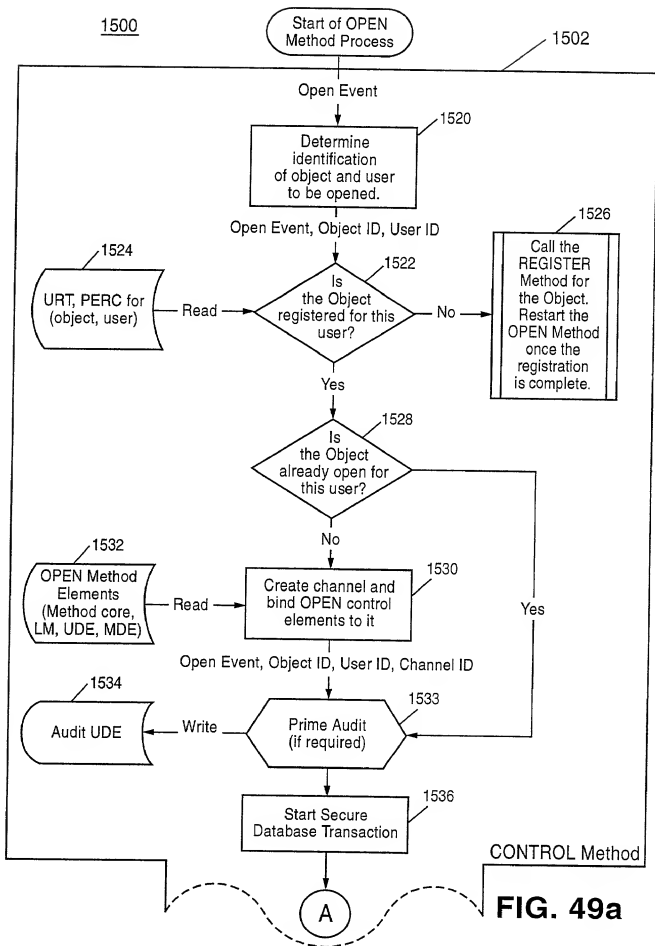 1500
Start of OPEN
Method Process
1502
Open Event
1520
Determine
identification
of object and user
to be opened.
Open Event, Object ID, User ID
1524
URT, PERC for
(object, user)
Read
1522
Is
the Object
registered for this
user?
No
1526
Call the
REGISTER
Method for
the Object.
Restart the
OPEN Method
once the
registration
is complete.
Yes
1528
Is
the Object
already open for
this user?
No
Yes
1532
OPEN Method
Elements
(Method core,
LM, UDE, MDE)
Read
1530
Create channel and
bind OPEN control
elements to it
Open Event, Object ID, User ID, Channel ID
1534
Audit UDE
Write
1533
Prime Audit
(if required)
1536
Start Secure
Database Transaction
CONTROL Method
A
FIG. 49a